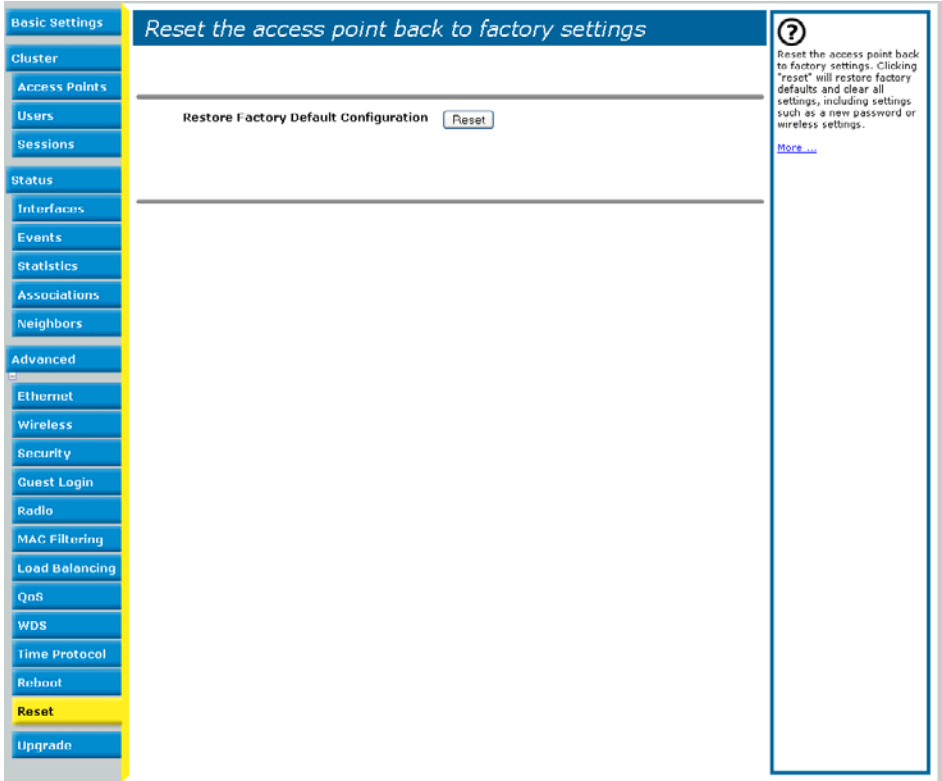 Basic Settings
Cluster
Access Points
Users
Sessions
Status
Interfaces
Events
Statistics
Associations
Neighbors
Advanced
Ethernet
Wireless
Security
Guest Login
Radio
MAC Filtering
Load Balancing
QoS
WDS
Time Protocol
Reboot
Reset
Upgrade
Reset the access point back to factory settings
Restore Factory Default Configuration Reset
?
Reset the access point back
to factory settings. Clicking
"reset" will restore factory
defaults and clear all
settings, including settings
such as a new password or
wireless settings.
More ...